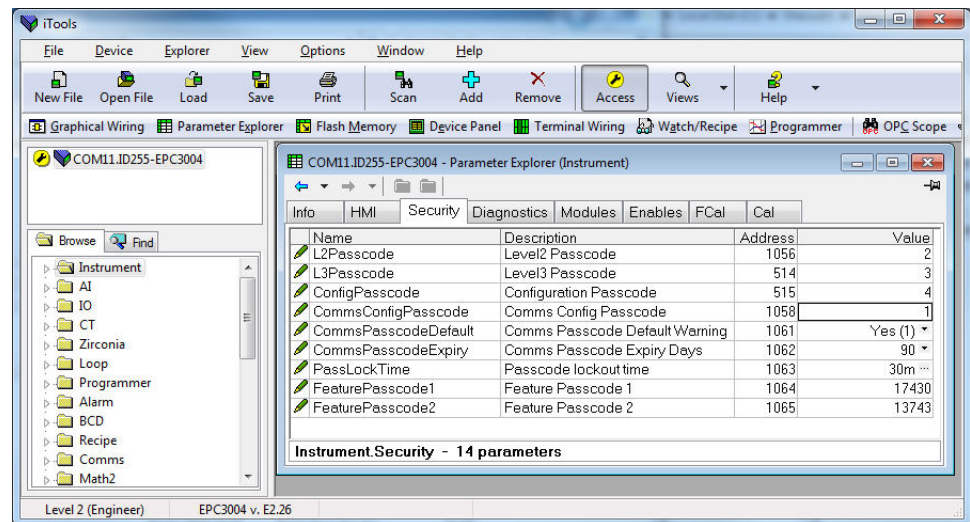 iTools
File Device Explorer View Options Window Help
New File Open File Load Save Print Scan Add Remove Access Views Help
Graphical Wiring Parameter Explorer Flash Memory Device Panel Terminal Wiring Watch/Recipe Programmer OPC Scope
COM11.ID255-EPC3004
COM11.ID255-EPC3004 - Parameter Explorer (Instrument)
Info HMI Security Diagnostics Modules Enables FCal Cal
Browse Find
Instrument
AI
IO
CT
Zirconia
Loop
Programmer
Alarm
BCD
Recipe
Comms
Math2
Name Description Address Value
L2Passcode Level2 Passcode 1056 2
L3Passcode Level3 Passcode 514 3
ConfigPasscode Configuration Passcode 515 4
CommsConfigPasscode Comms Config Passcode 1058 1
CommsPasscodeDefault Comms Passcode Default Warning 1061 Yes (1)
CommsPasscodeExpiry Comms Passcode Expiry Days 1062 90
PassLockTime Passcode lockout time 1063 30m ...
FeaturePasscode1 Feature Passcode 1 1064 17430
FeaturePasscode2 Feature Passcode 2 1065 13743
Instrument.Security - 14 parameters
Level 2 (Engineer) EPC3004 v. E2.26